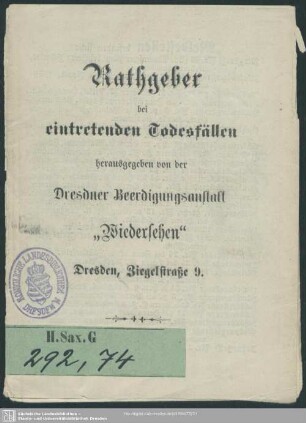 Rathgeber
bei
eintretenden Todesfällen
herausgegeben von der
Dresdner Beerdigungsanstalt
„Wiedersehen“
Dresden, Ziegelstraße 9.
H. Sax. G
292, 74